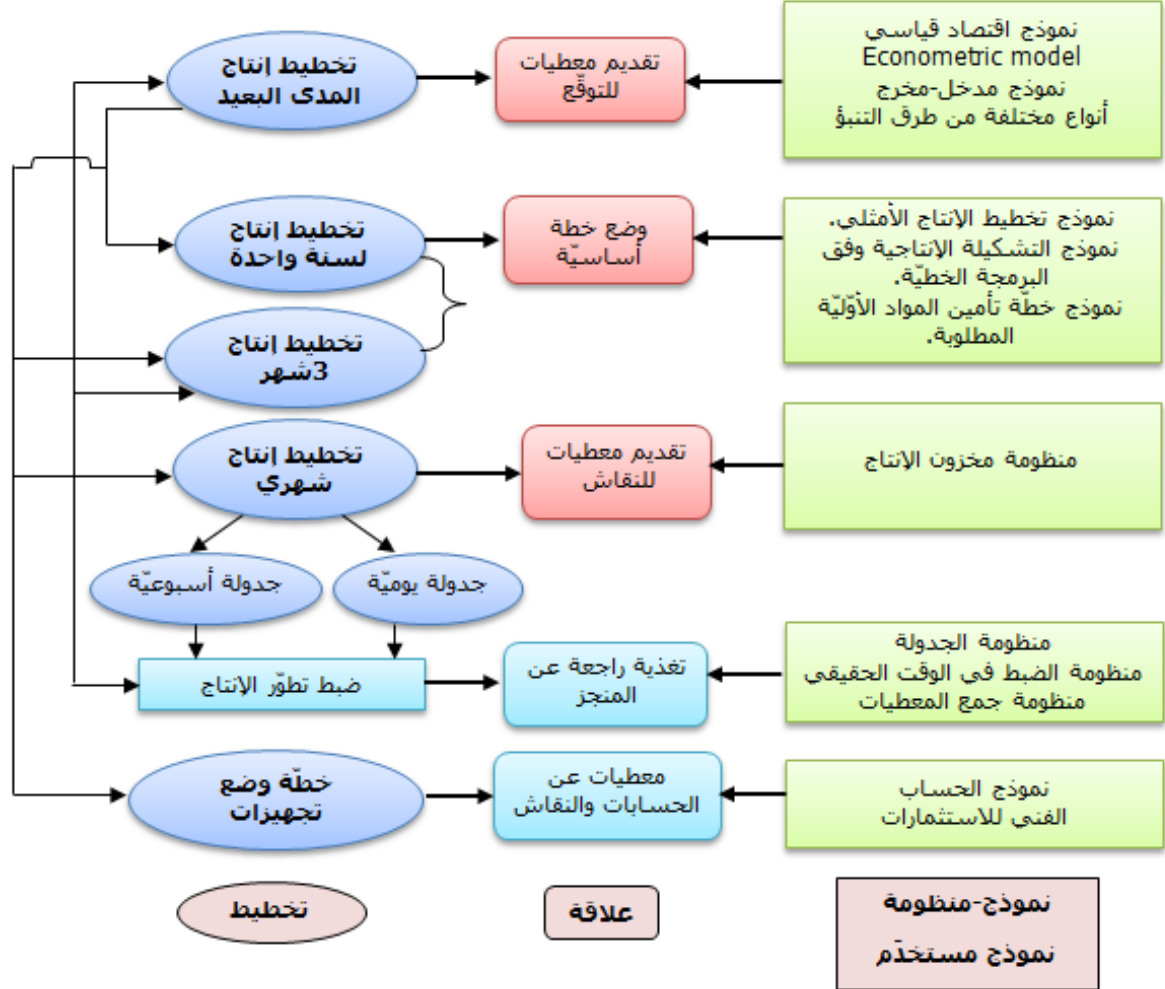 تخطيط إنتاج
المدى البعيد
تقديم معطيات
للتوقّع
نموذج اقتصاد قياسي
Econometric model
نموذج مدخل-مخرج
أنواع مختلفة من طرق التنبؤ
تخطيط إنتاج
لسنة واحدة
وضع خطة
أساسيّة
نموذج تخطيط الإنتاج الأمثلي.
نموذج التشكيلة الإنتاجية وفق
البرمجة الخطيّة.
نموذج خطّة تأمين المواد الأوّليّة
المطلوبة.
تخطيط إنتاج
3شهر
تخطيط إنتاج
شهري
تقديم معطيات
للنقاش
منظومة مخزون الإنتاج
جدولة يوميّة
جدولة أسبوعيّة
ضبط تطوّر الإنتاج
تغذية راجعة عن
المنجز
منظومة الجدولة
منظومة الضبط في الوقت الحقيقي
منظومة جمع المعطيات
خطّة وضع
تجهيزات
معطيات عن
الحسابات والنقاش
نموذج الحساب
الفني للاستثمارات
تخطيط
علاقة
نموذج-منظومة
نموذج مستخدَم